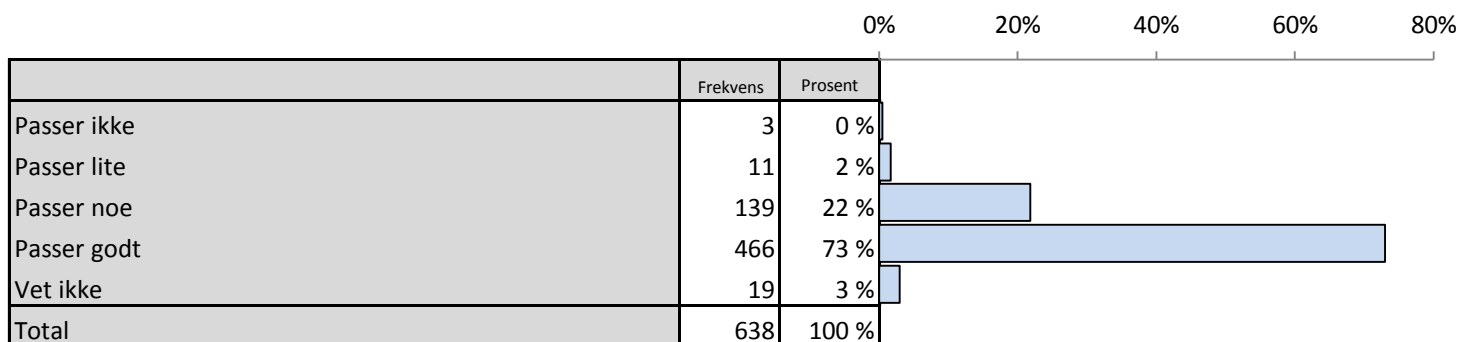 0% 20% 40% 60% 80%
Frekvens Prosent
Passer ikke 3 0 %
Passer lite 11 2 %
Passer noe 139 22 %
Passer godt 466 73 %
Vet ikke 19 3 %
Total 638 100 %